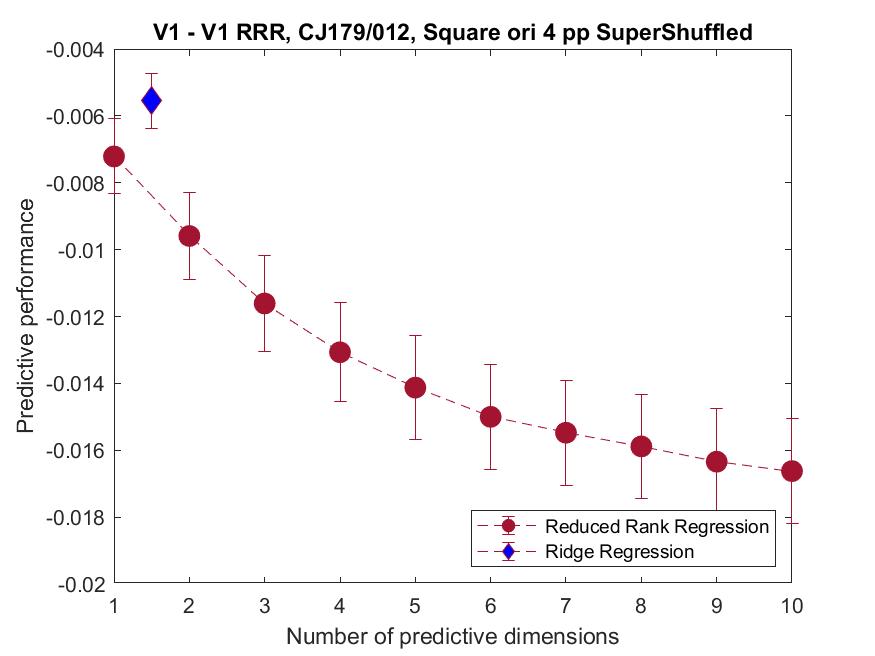 V1 - V1 RRR, CJ179/012, Square ori 4 pp SuperShuffled
-0.004
-0.006
-0.008
-0.01
-0.012
-0.014
-0.016
-0.018
-0.02
Predictive performance
Reduced Rank Regression
Ridge Regression
1 2 3 4 5 6 7 8 9 10
Number of predictive dimensions